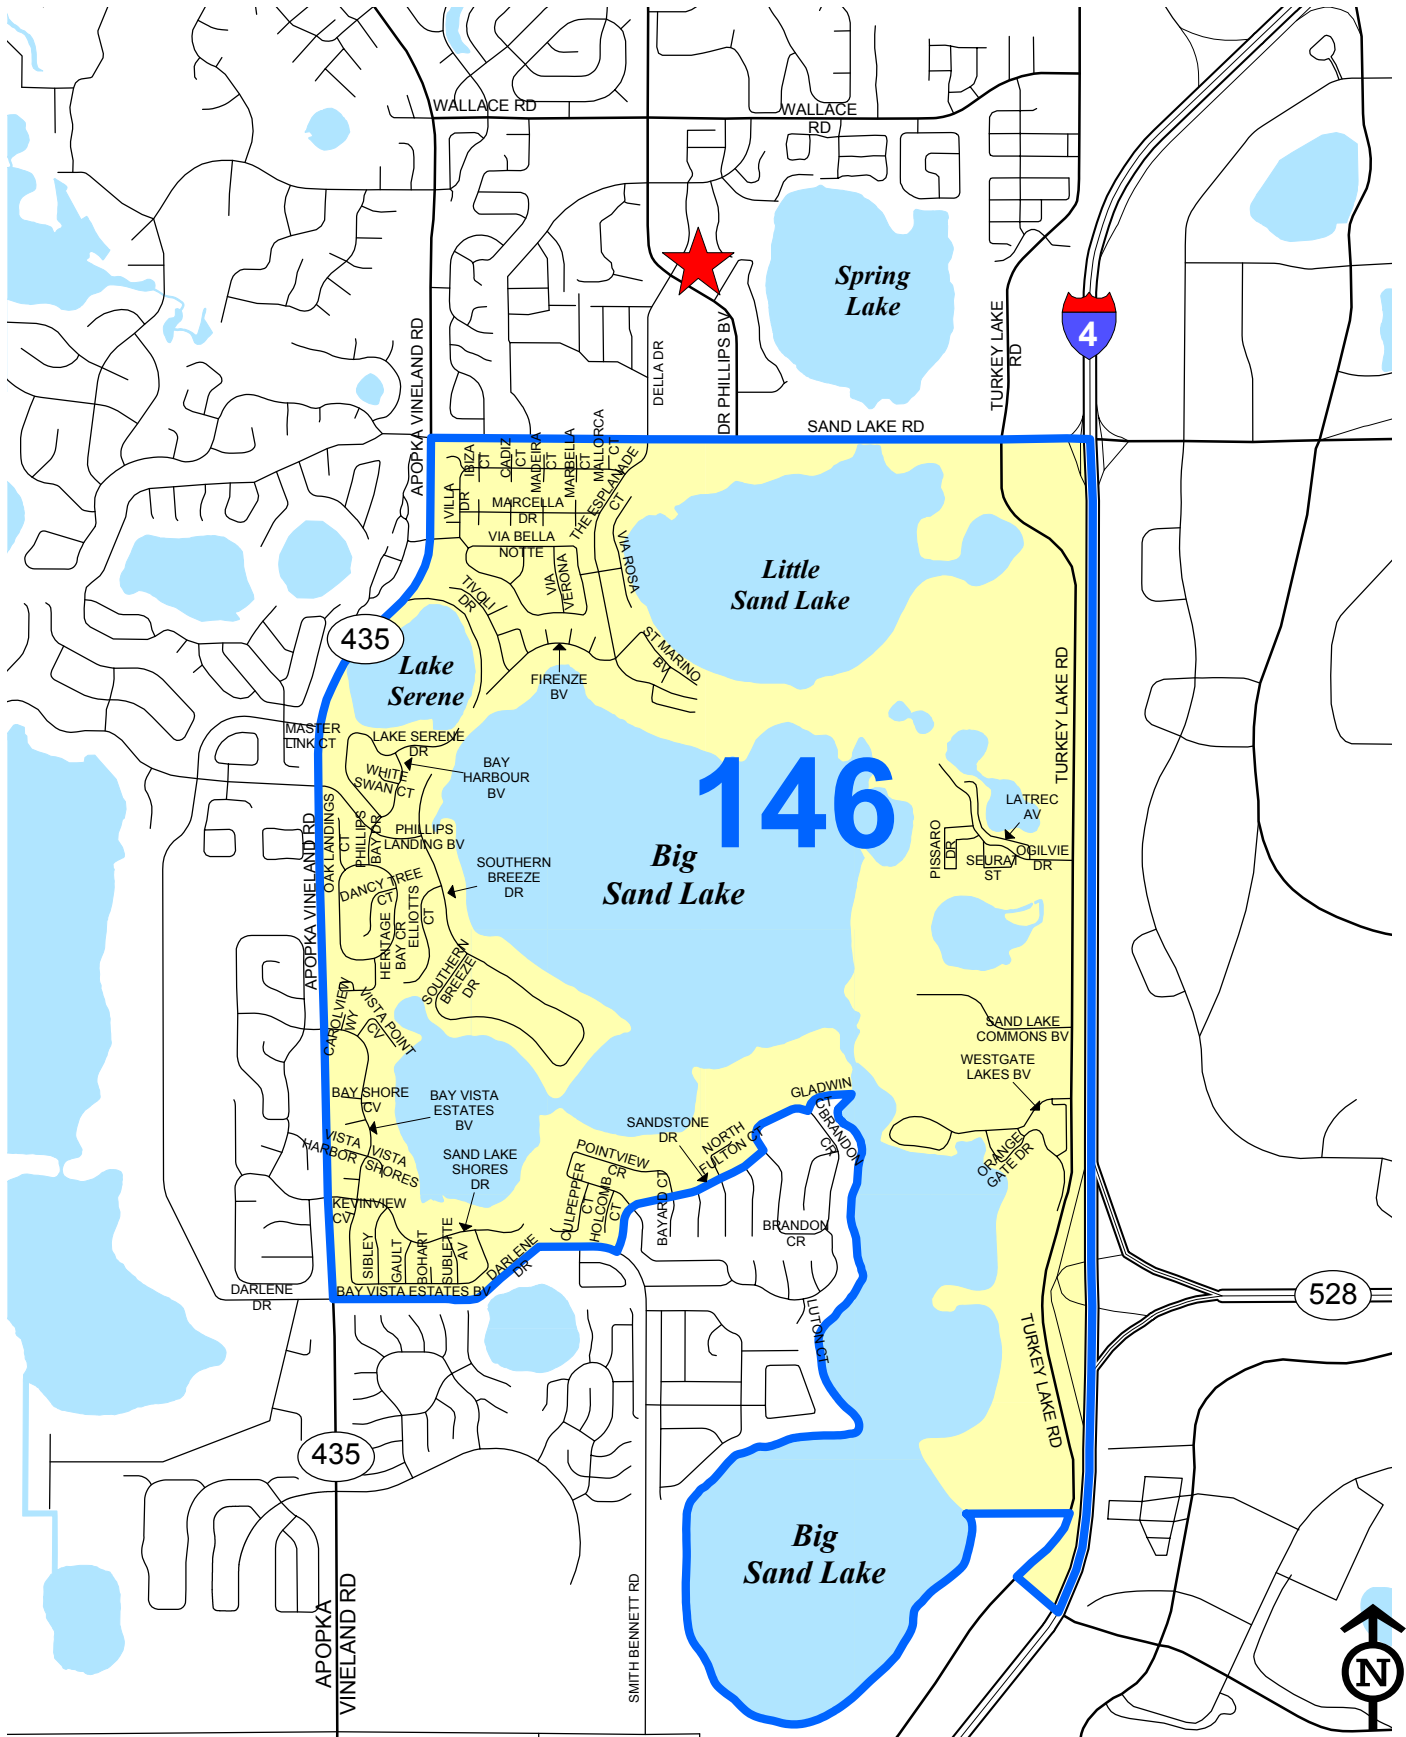 WALLACE RD
WALLACE
RD
Spring
Lake
4
APOPKA VINELAND RD
DELLA DR
DR PHILLIPS BV
TURKEY LAKE
RD
SAND LAKE RD
IBIZA
CT
CADIZ
CT
MADEIRA
CT
MARBELLA
CT
MALLORCA
CT
VILLA
DR
MARCELLA
DR
THE ESPLANADE
CT
VIA BELLA
NOTTE
VIA
VERONA
VIA ROSA
TIVOLI
DR
Little
Sand Lake
435
Lake
Serene
ST MARINO
BV
FIRENZE
BV
TURKEY LAKE RD
MASTER
LINK CT
LAKE SERENE
DR
BAY
HARBOUR
BV
WHITE
SWAN CT
146
LATREC
AV
OAK LANDINGS
CT
PHILLIPS
BAY DR
PHILLIPS
LANDING BV
APOPKA VINELAND RD
PISSARO
DR
SEURAT
ST
OGILVIE
DR
Big
Sand Lake
SOUTHERN
BREEZE
DR
DANCY TREE
CT
HERITAGE
BAY CR
ELLIOTTS
CT
SOUTHERN
BREEZE
DR
CAROLVIEW
WY
VISTA POINT
CV
SAND LAKE
COMMONS BV
WESTGATE
LAKES BV
BAY SHORE
CV
BAY VISTA
ESTATES
BV
GLADWIN
CT
BRANDON
CR
SANDSTONE
DR
NORTH
FULTON CT
VISTA
HARBOR
VISTA
SHORES
SAND LAKE
SHORES
DR
POINTVIEW
CR
ORANGE
GATE DR
CULPEPPER
CT
HOLCOMB
CT
BAYARD CT
KEVINVIEW
CV
BRANDON
CR
SIBLEY
GAULT
BOHART
SUBLETTE
AV
DARLENE
DR
DARLENE
DR
BAY VISTA ESTATES BV
528
LUTON CT
TURKEY LAKE RD
435
Big
Sand Lake
APOPKA
VINELAND RD
SMITH BENNETT RD
N